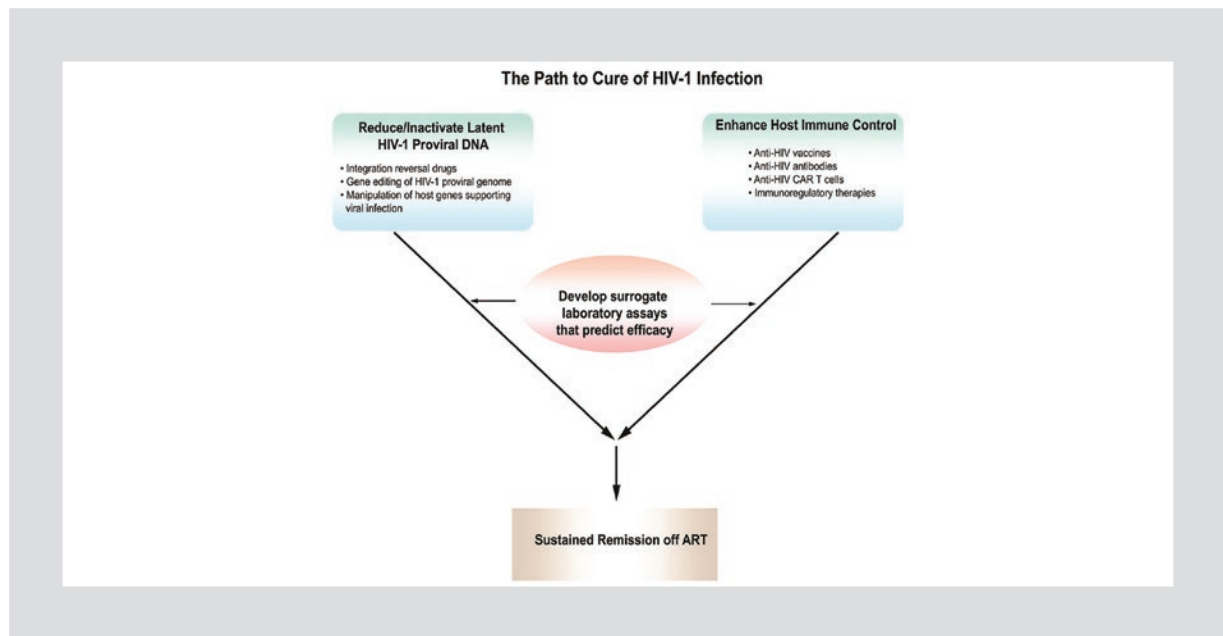 The Path to Cure of HIV-1 Infection
Reduce/Inactivate Latent
HIV-1 Proviral DNA
• Integration reversal drugs
• Gene editing of HIV-1 proviral genome
• Manipulation of host genes supporting
viral infection
Enhance Host Immune Control
• Anti-HIV vaccines
• Anti-HIV antibodies
• Anti-HIV CAR T cells
• Immunoregulatory therapies
Develop surrogate
laboratory assays
that predict efficacy
Sustained Remission off ART